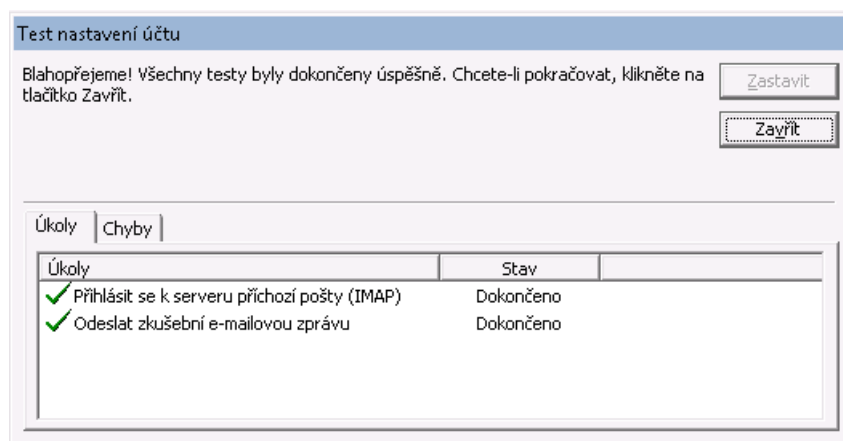 Test nastavení účtu
Blahopřejeme! Všechny testy byly dokončeny úspěšně. Chcete-li pokračovat, klikněte na
tlačítko Zavřít.
Zastavit
Zavřít
Úkoly
Chyby
Úkoly Stav
Přihlásit se k serveru příchozí pošty (IMAP) Dokončeno
Odeslat zkušební e-mailovou zprávu Dokončeno